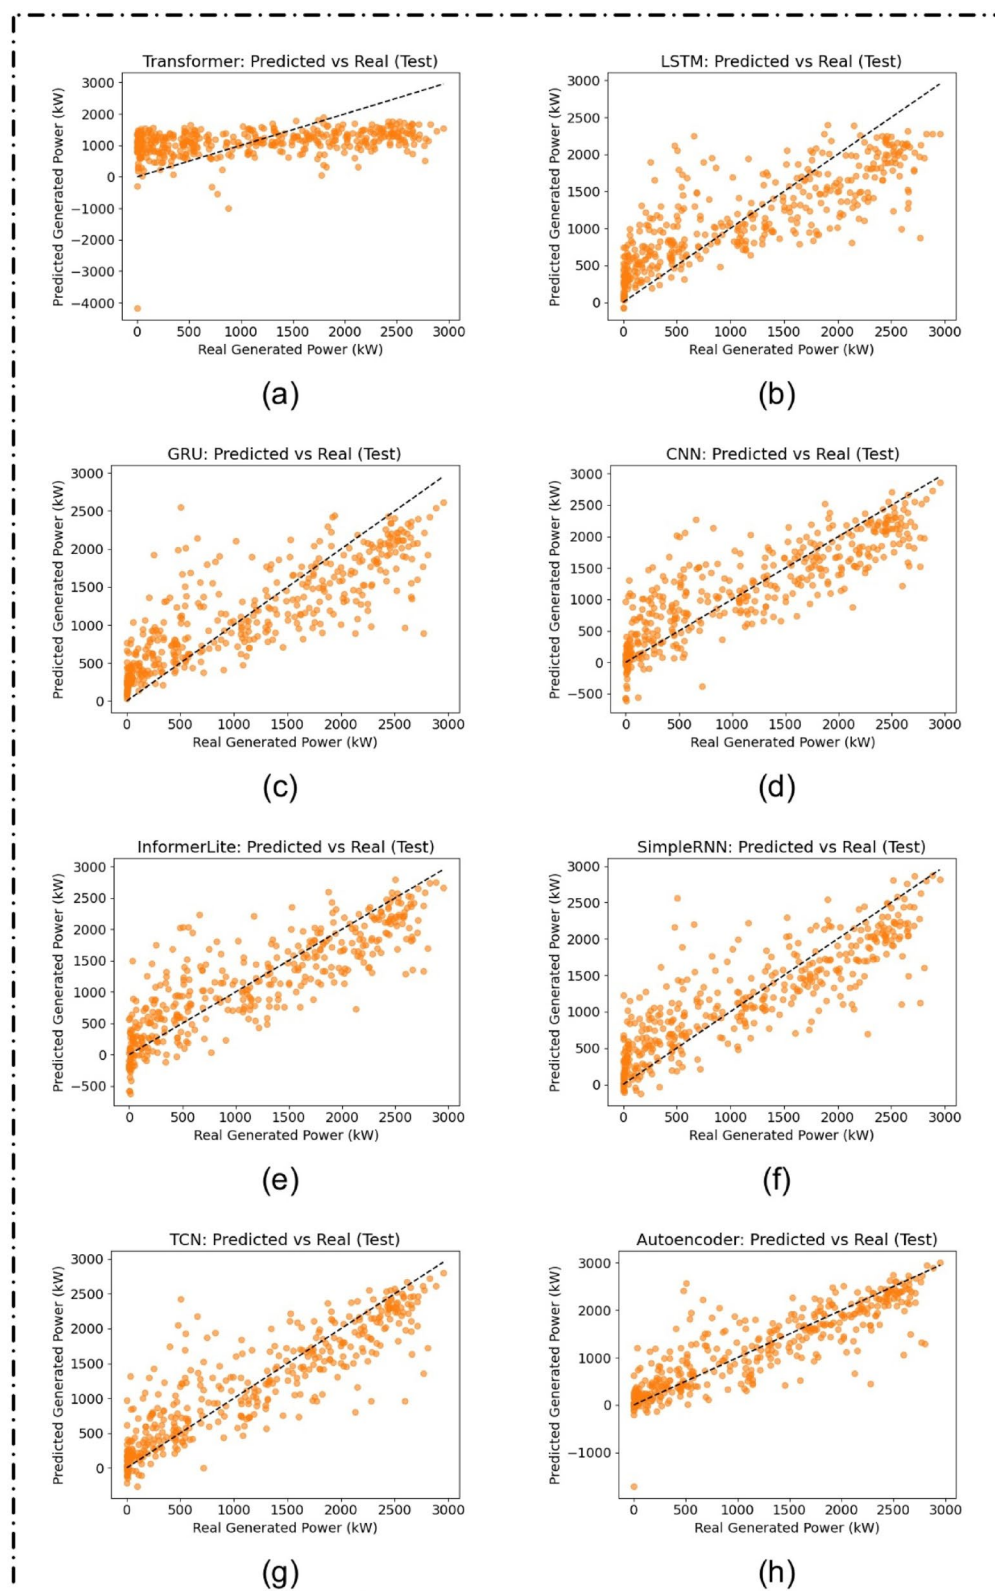 Transformer: Predicted vs Real (Test)
Predicted Generated Power (kW)
3000
2000
1000
0
−1000
−2000
−3000
−4000
0 500 1000 1500 2000 2500 3000
Real Generated Power (kW)
(a)
LSTM: Predicted vs Real (Test)
Predicted Generated Power (kW)
3000
2500
2000
1500
1000
500
0
0 500 1000 1500 2000 2500 3000
Real Generated Power (kW)
(b)
GRU: Predicted vs Real (Test)
Predicted Generated Power (kW)
3000
2500
2000
1500
1000
500
0
0 500 1000 1500 2000 2500 3000
Real Generated Power (kW)
(c)
CNN: Predicted vs Real (Test)
Predicted Generated Power (kW)
3000
2500
2000
1500
1000
500
0
−500
0 500 1000 1500 2000 2500 3000
Real Generated Power (kW)
(d)
InformerLite: Predicted vs Real (Test)
Predicted Generated Power (kW)
3000
2500
2000
1500
1000
500
0
−500
0 500 1000 1500 2000 2500 3000
Real Generated Power (kW)
(e)
SimpleRNN: Predicted vs Real (Test)
Predicted Generated Power (kW)
3000
2500
2000
1500
1000
500
0
0 500 1000 1500 2000 2500 3000
Real Generated Power (kW)
(f)
TCN: Predicted vs Real (Test)
Predicted Generated Power (kW)
3000
2500
2000
1500
1000
500
0
0 500 1000 1500 2000 2500 3000
Real Generated Power (kW)
(g)
Autoencoder: Predicted vs Real (Test)
Predicted Generated Power (kW)
3000
2000
1000
0
−1000
0 500 1000 1500 2000 2500 3000
Real Generated Power (kW)
(h)